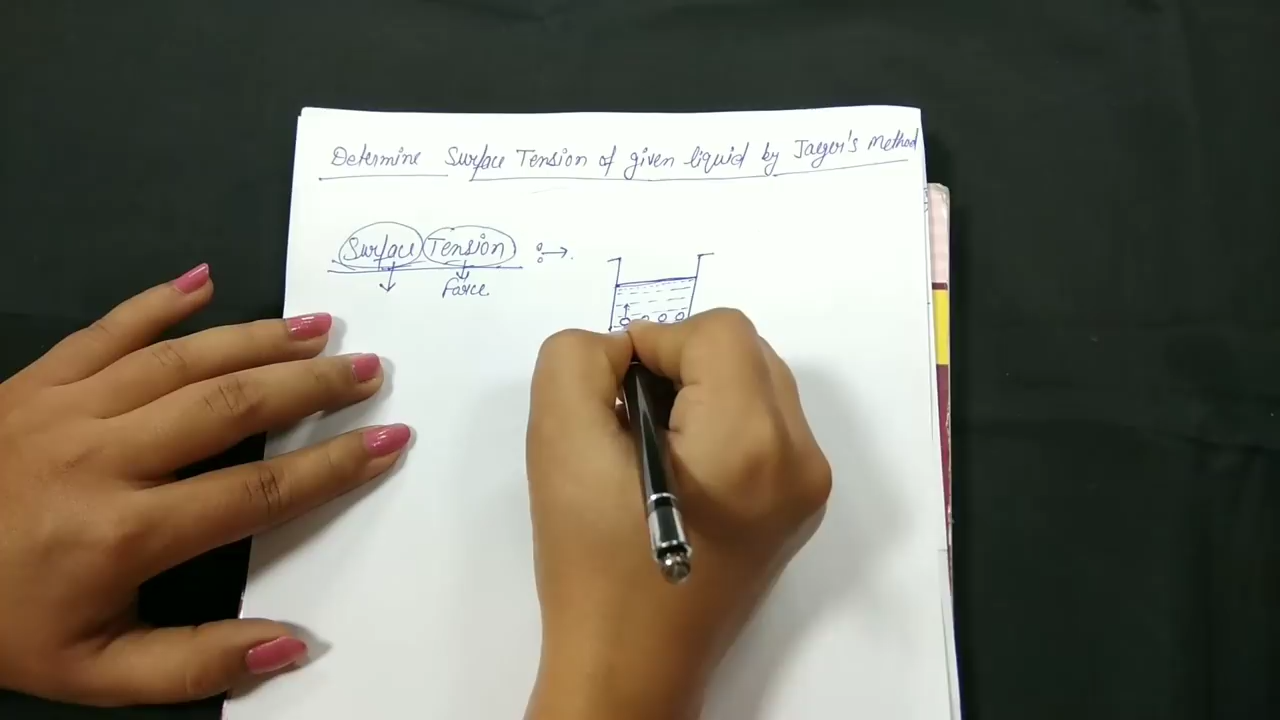 Determine Surface Tension of given liquid by Jaeger's Method
Surface Tension :→.
Force